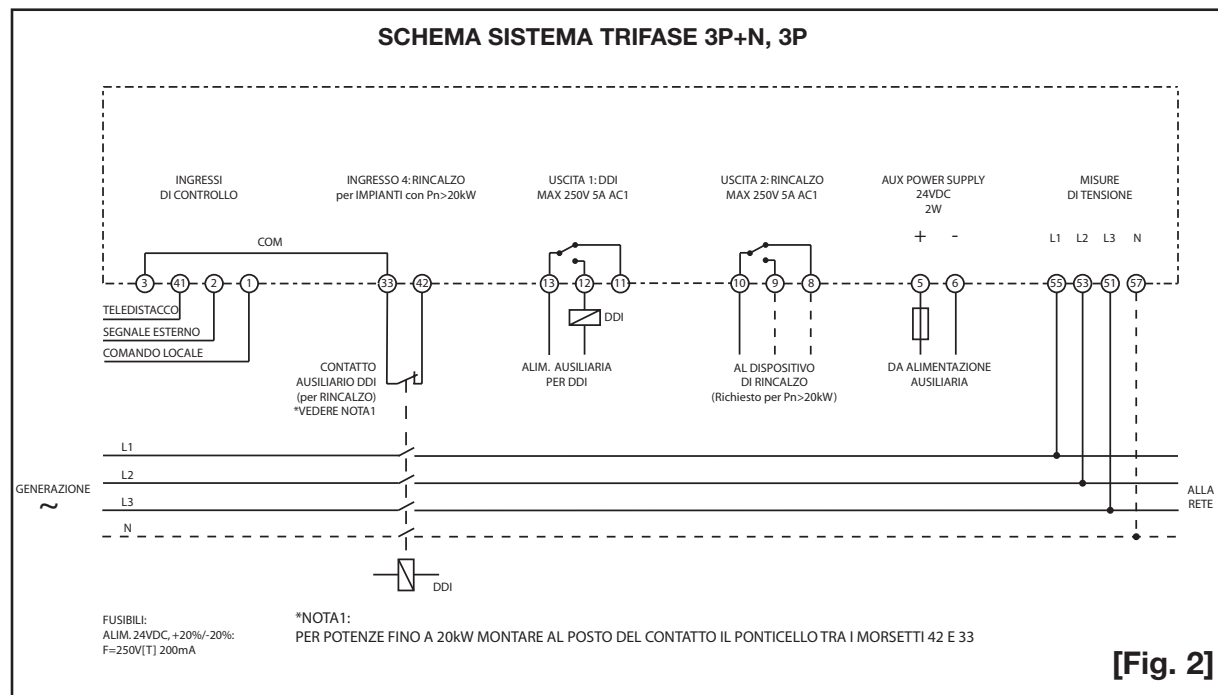 SCHEMA SISTEMA TRIFASE 3P+N, 3P
INGRESSI
DI CONTROLLO
INGRESSO 4: RINCALZO
per IMPIANTI con Pn>20kW
USCITA 1: DDI
MAX 250V 5A AC1
USCITA 2: RINCALZO
MAX 250V 5A AC1
AUX POWER SUPPLY
24VDC
2W
MISURE
DI TENSIONE
+ -
L1 L2 L3 N
COM
3 41 2 1 33 42 13 12 11 10 9 8 5 6 55 53 51 57
TELEDISTACCO
SEGNALE ESTERNO
COMANDO LOCALE
DDI
CONTATTO
AUSILIARIO DDI
(per RINCALZO)
*VEDERE NOTA1
ALIM. AUSILIARIA
PER DDI
AL DISPOSITIVO
DI RINCALZO
(Richiesto per Pn>20kW)
DA ALIMENTAZIONE
AUSILIARIA
L1
L2
GENERAZIONE
~
L3
N
ALLA
RETE
DDI
FUSIBILI:
ALIM. 24VDC, +20%/-20%:
F=250V[T] 200mA
*NOTA1:
PER POTENZE FINO A 20kW MONTARE AL POSTO DEL CONTATTO IL PONTICELLO TRA I MORSETTI 42 E 33
[Fig. 2]